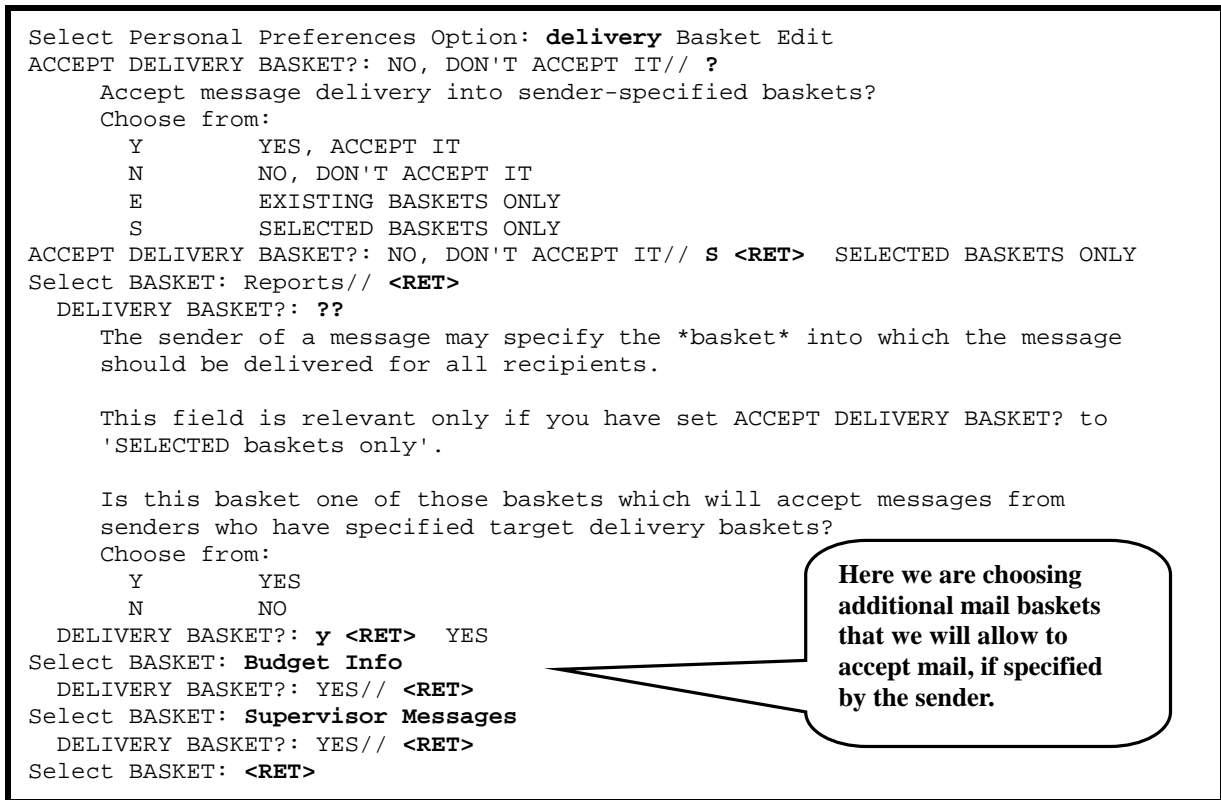 Select Personal Preferences Option: delivery Basket Edit
ACCEPT DELIVERY BASKET?: NO, DON'T ACCEPT IT// ?
Accept message delivery into sender-specified baskets?
Choose from:
Y YES, ACCEPT IT
N NO, DON'T ACCEPT IT
E EXISTING BASKETS ONLY
S SELECTED BASKETS ONLY
ACCEPT DELIVERY BASKET?: NO, DON'T ACCEPT IT// S <RET> SELECTED BASKETS ONLY
Select BASKET: Reports// <RET>
DELIVERY BASKET?: ??
The sender of a message may specify the *basket* into which the message
should be delivered for all recipients.
This field is relevant only if you have set ACCEPT DELIVERY BASKET? to
'SELECTED baskets only'.
Is this basket one of those baskets which will accept messages from
senders who have specified target delivery baskets?
Choose from:
Y YES
N NO
DELIVERY BASKET?: y <RET> YES
Select BASKET: Budget Info
DELIVERY BASKET?: YES// <RET>
Select BASKET: Supervisor Messages
DELIVERY BASKET?: YES// <RET>
Select BASKET: <RET>
Here we are choosing
additional mail baskets
that we will allow to
accept mail, if specified
by the sender.